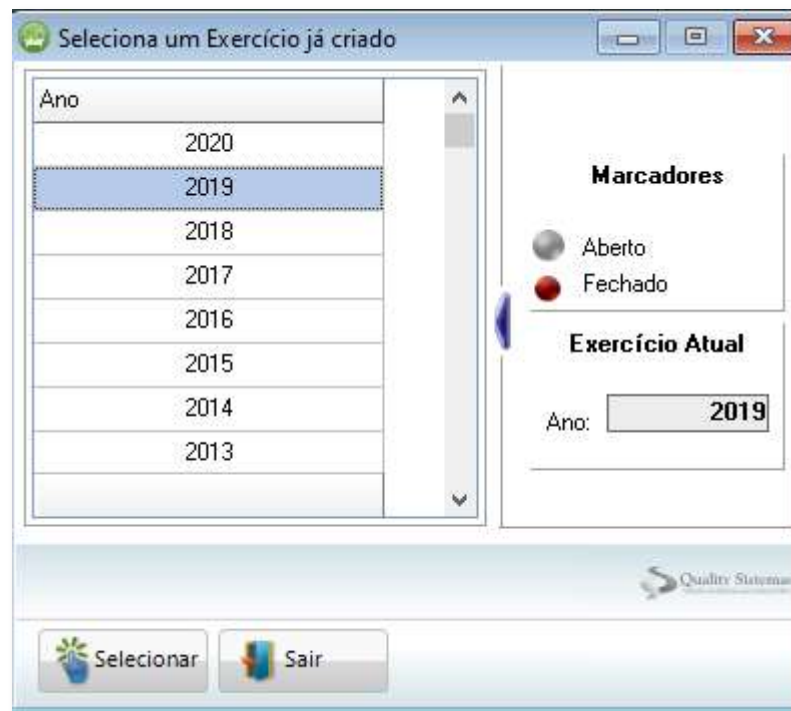 Seleciona um Exercício já criado
Ano
2020
2019
2018
2017
2016
2015
2014
2013
Marcadores
Aberto
Fechado
Exercício Atual
Ano: 2019
Quality Sistemas
Selecionar Sair